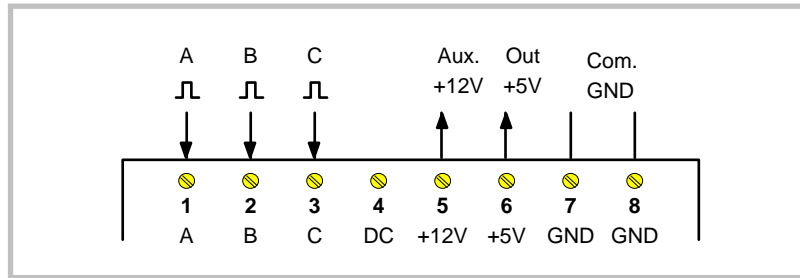 A B C Aux. Out Com.
+12V +5V GND
1 2 3 4 5 6 7 8
A B C DC +12V +5V GND GND